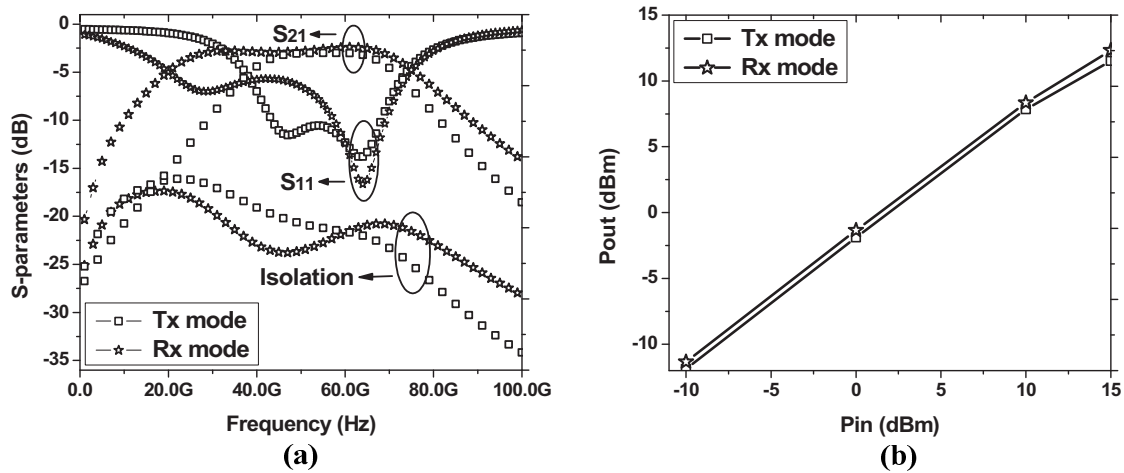 S-parameters (dB)
0
-5
-10
-15
-20
-25
-30
-35
S21
S11
Isolation
Tx mode
Rx mode
0.0 20.0G 40.0G 60.0G 80.0G 100.0G
Frequency (Hz)
(a)
Pout (dBm)
15
10
5
0
-5
-10
Tx mode
Rx mode
-10 -5 0 5 10 15
Pin (dBm)
(b)